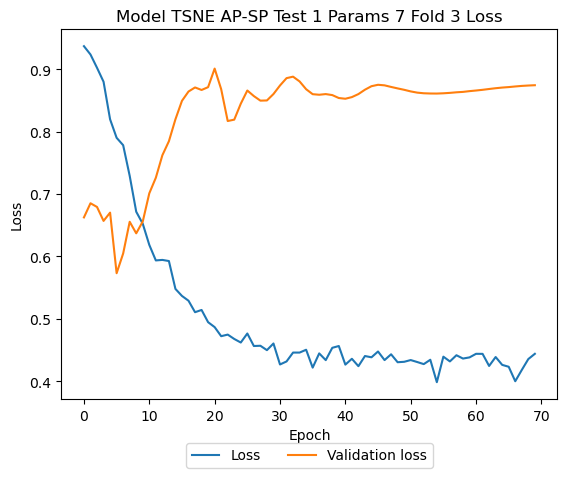 Model TSNE AP-SP Test 1 Params 7 Fold 3 Loss
0.9
0.8
0.7
0.6
0.5
0.4
Loss
0 10 20 30 40 50 60 70
Epoch
Loss Validation loss